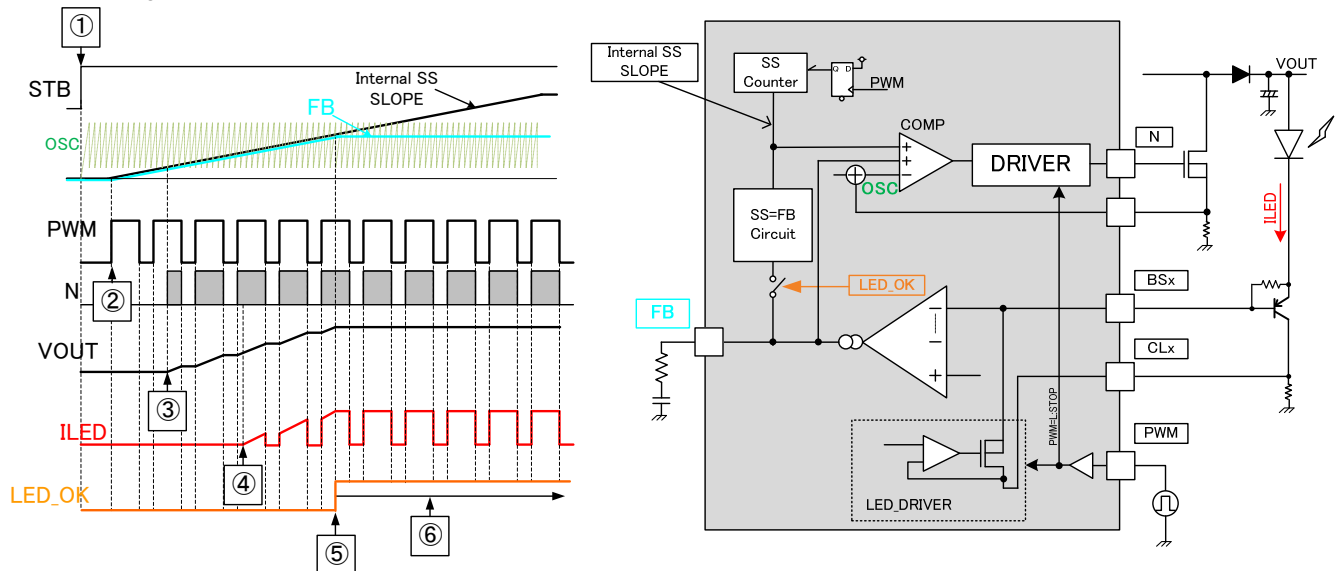 ①
STB
Internal SS
SLOPE
FB
OSC
PWM
②
N
VOUT
③
ILED
④
LED_OK
⑤
⑥
Internal SS
SLOPE
SS
Counter
Q D
PWM
COMP
OSC
DRIVER
SS=FB
Circuit
LED_OK
FB
N
VOUT
ILED
BSx
CLx
PWM
PWM=L:STOP
LED_DRIVER